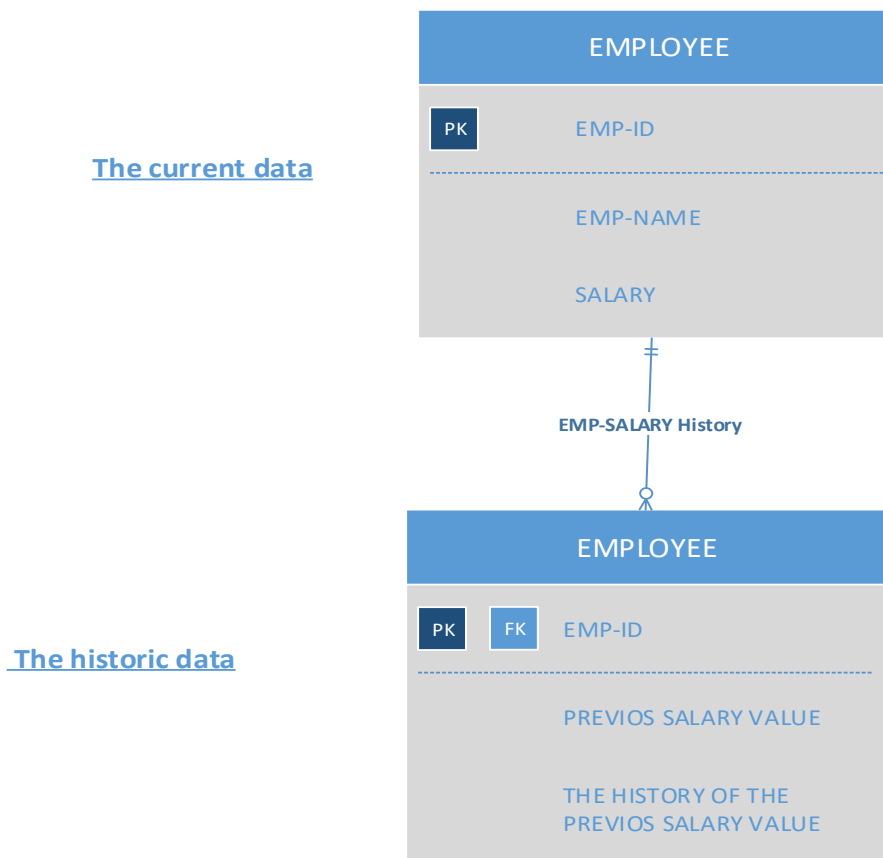 EMPLOYEE
PK
EMP-ID
The current data
EMP-NAME
SALARY
EMP-SALARY History
EMPLOYEE
PK
FK
EMP-ID
The historic data
PREVIOS SALARY VALUE
THE HISTORY OF THE
PREVIOS SALARY VALUE